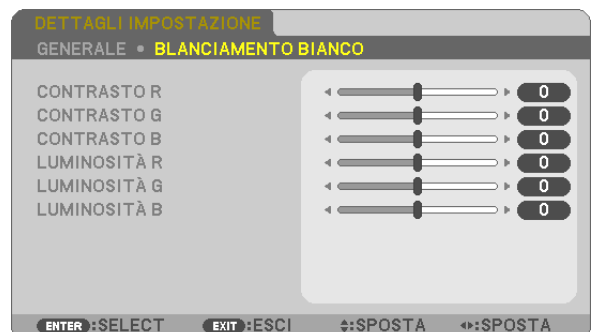 DETTAGLI IMPOSTAZIONE
GENERALE • BLANCIAMENTO BIANCO
CONTRASTO R 0
CONTRASTO G 0
CONTRASTO B 0
LUMINOSITÀ R 0
LUMINOSITÀ G 0
LUMINOSITÀ B 0
ENTER :SELECT EXIT :ESCI :SPOSTA :SPOSTA